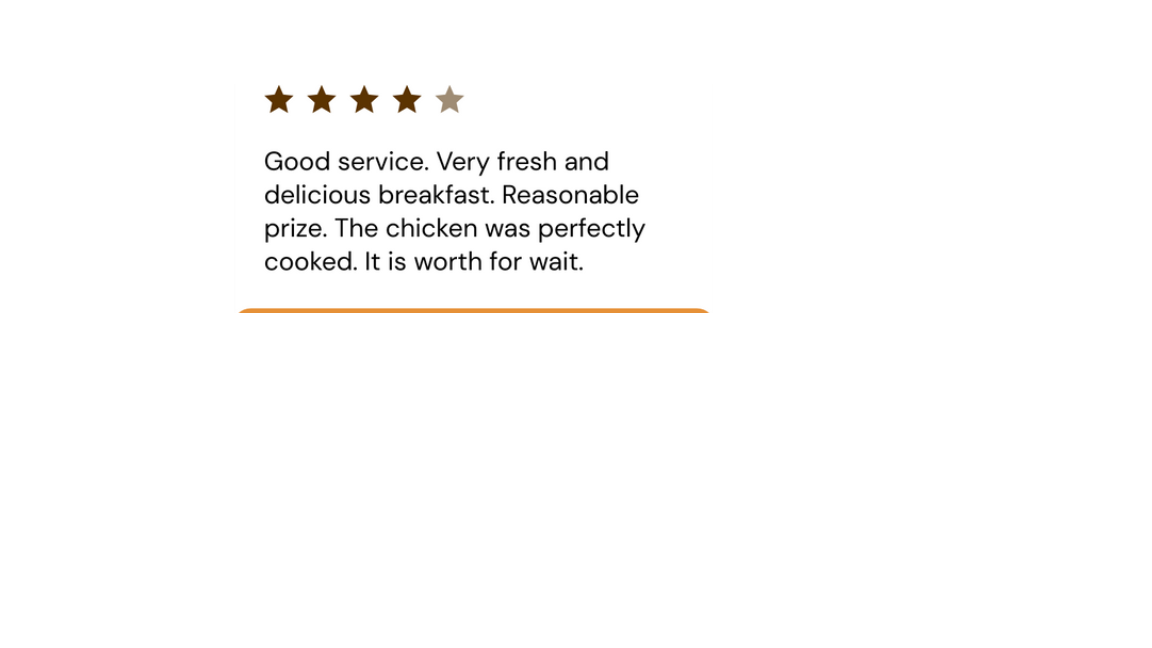 Good service. Very fresh and
delicious breakfast. Reasonable
prize. The chicken was perfectly
cooked. It is worth for wait.